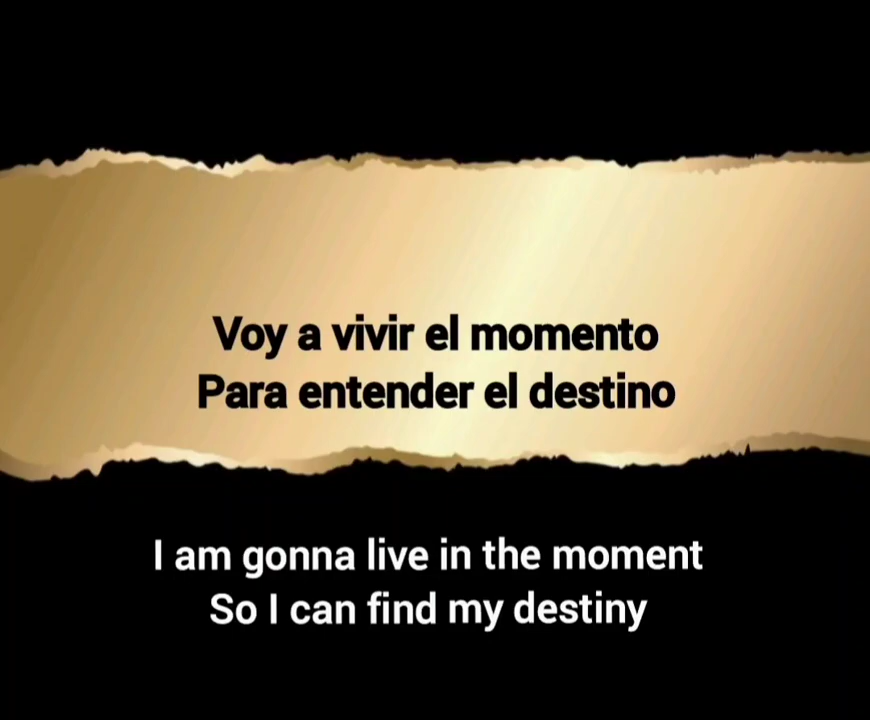 Voy a vivir el momento
Para entender el destino
I am gonna live in the moment
So I can find my destiny